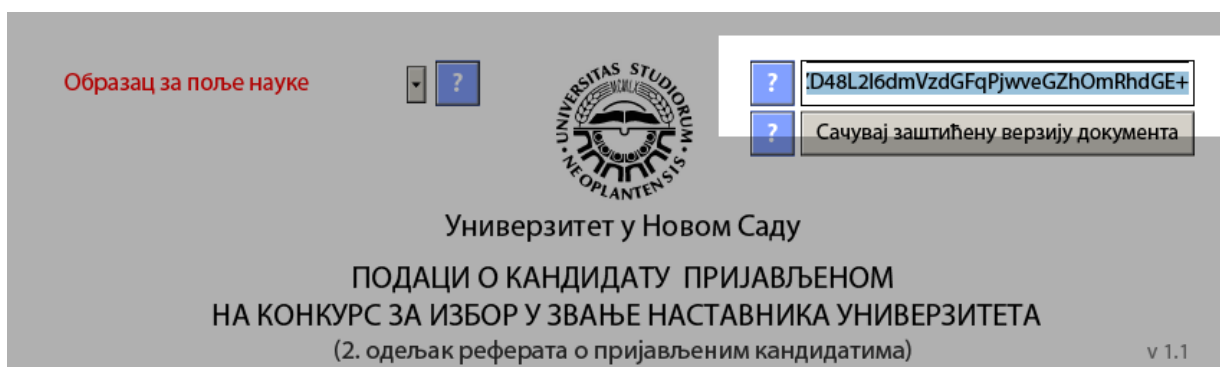 Образац за поље науке
?
?
ZD48L2l6dmVzdGFqPjwveGZhOmRhdGE+
?
Сачувај заштићену верзију документа
UNIVERSITAS STUDIORUM
NEOPLANTENSIS
MCMLX
Универзитет у Новом Саду
ПОДАЦИ О КАНДИДАТУ ПРИЈАВЉЕНОМ
НА КОНКУРС ЗА ИЗБОР У ЗВАЊЕ НАСТАВНИКА УНИВЕРЗИТЕТА
(2. одељак реферата о пријављеним кандидатима)
v 1.1